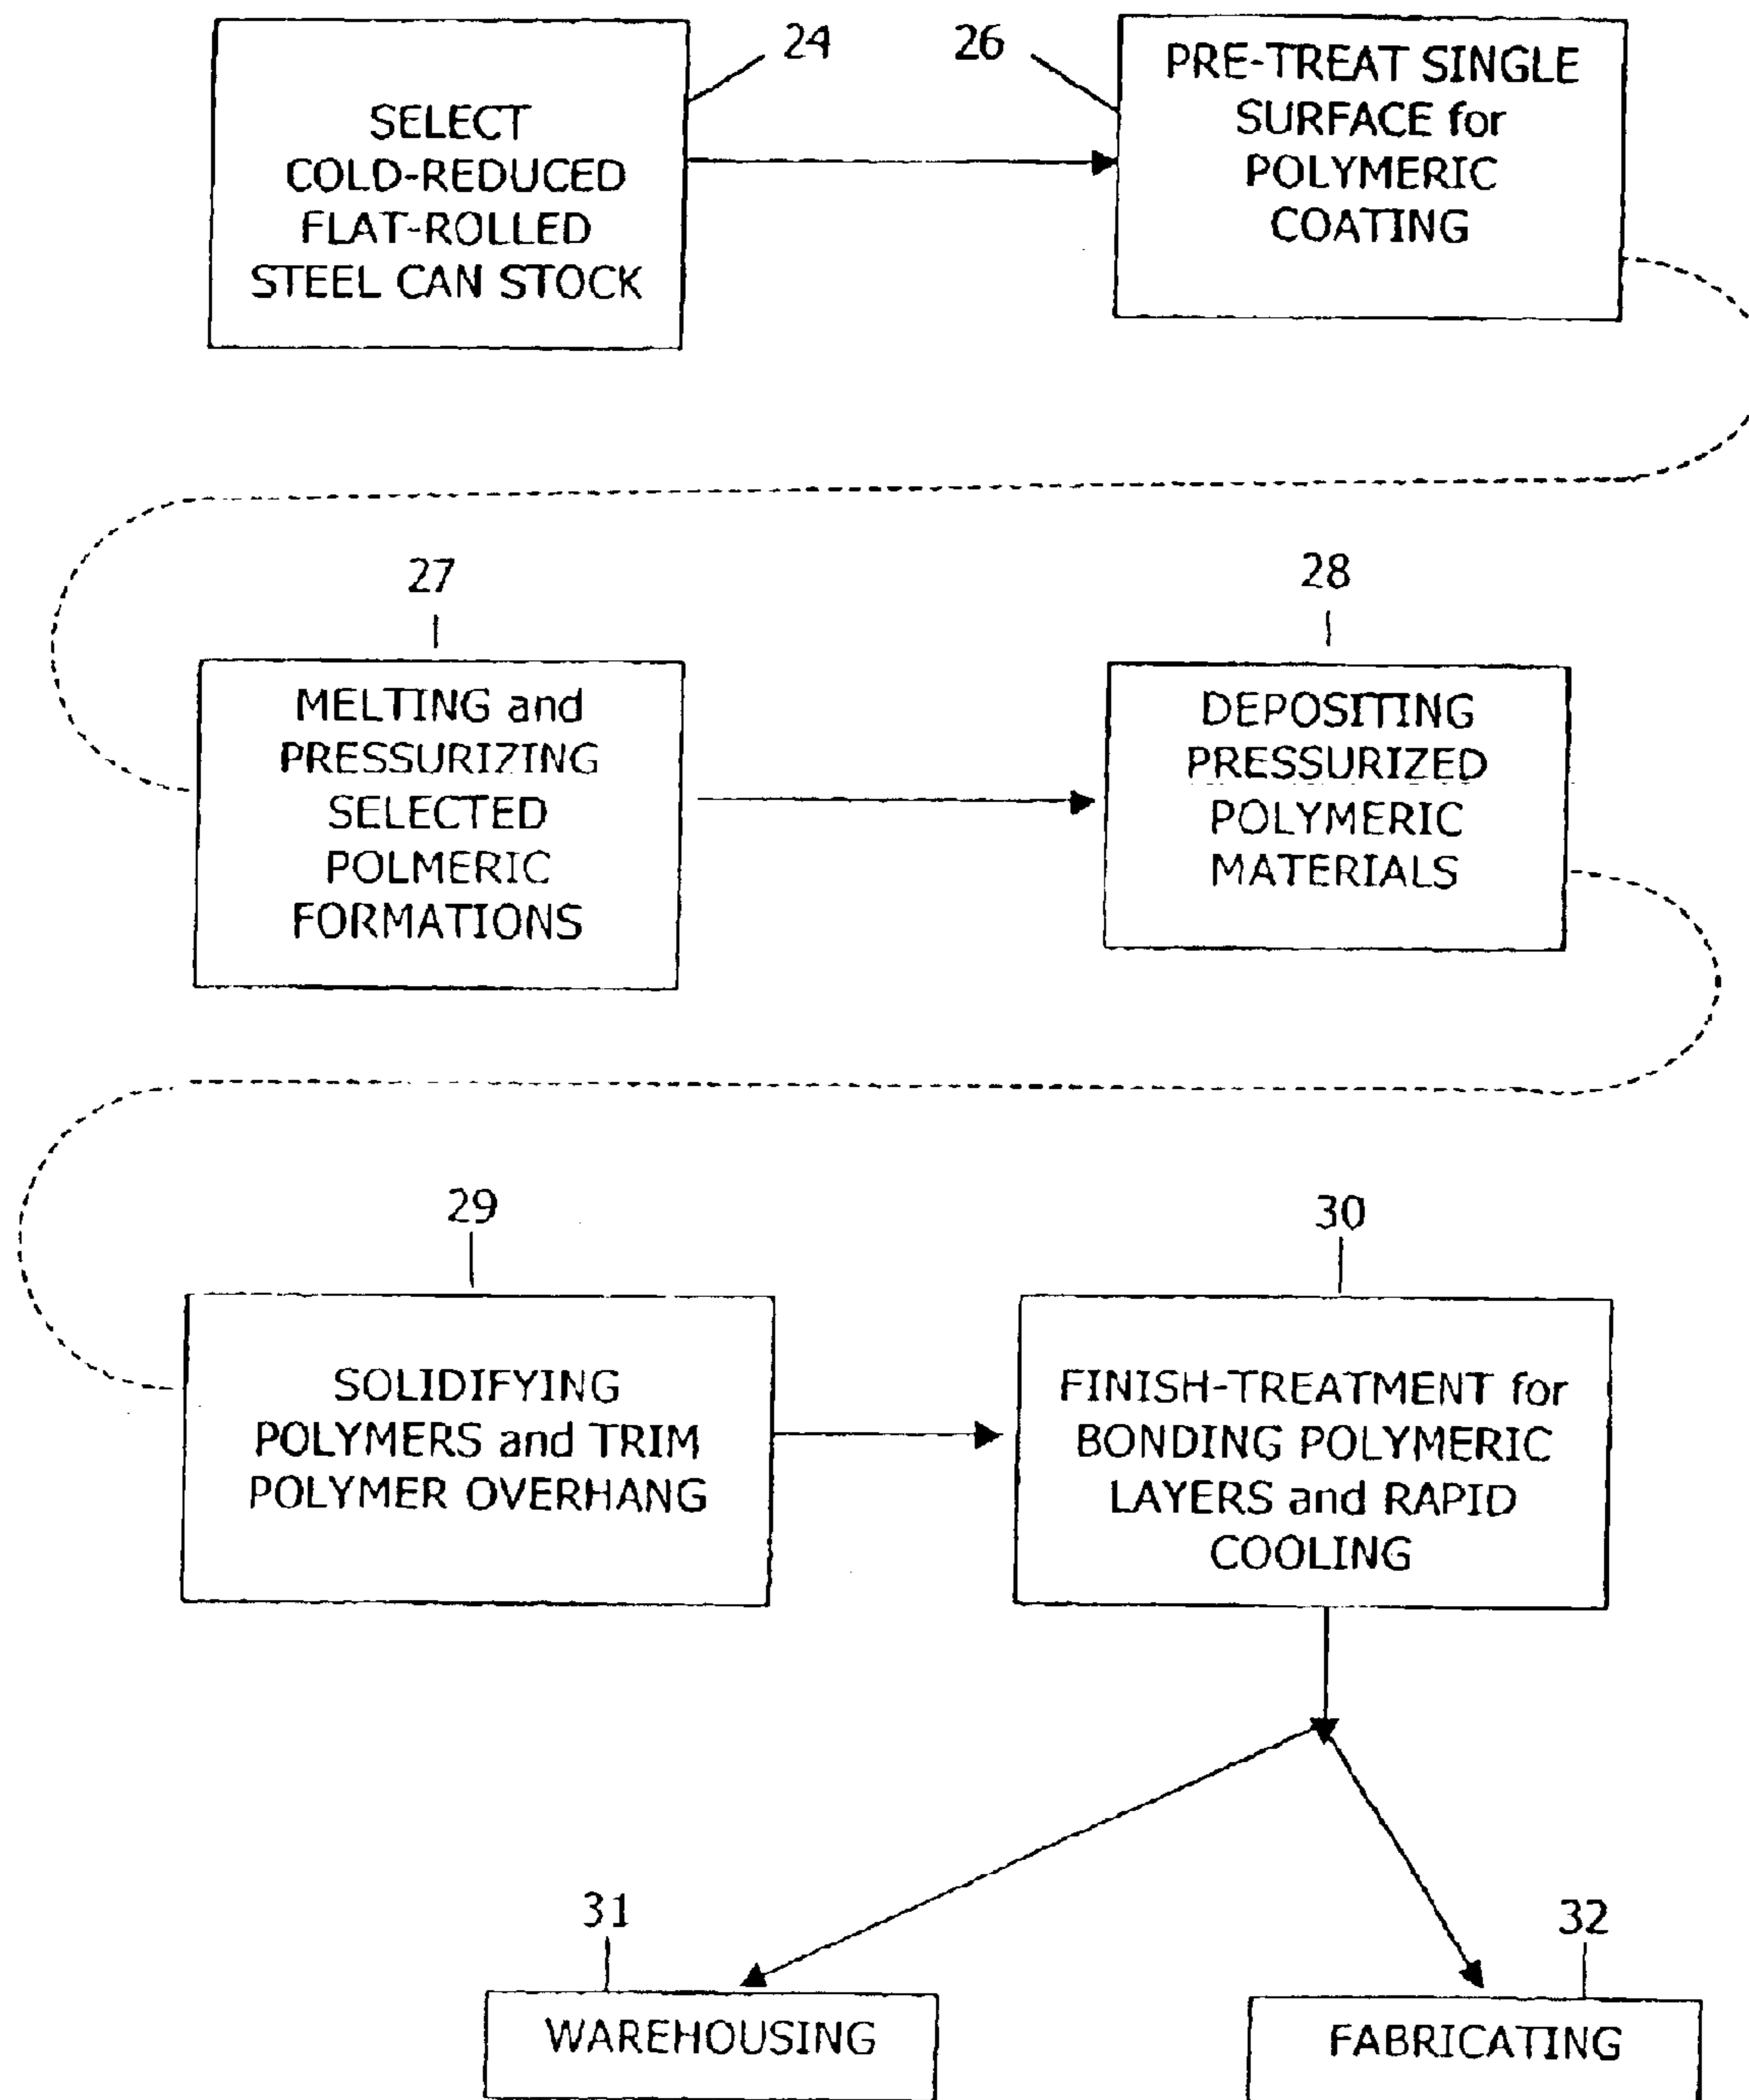 24
SELECT
COLD-REDUCED
FLAT-ROLLED
STEEL CAN STOCK
26
PRE-TREAT SINGLE
SURFACE for
POLYMERIC
COATING
27
MELTING and
PRESSURIZING
SELECTED
POLMERIC
FORMATIONS
28
DEPOSITING
PRESSURIZED
POLYMERIC
MATERIALS
29
SOLIDIFYING
POLYMERS and TRIM
POLYMER OVERHANG
30
FINISH-TREATMENT for
BONDING POLYMERIC
LAYERS and RAPID
COOLING
31
WAREHOUSING
32
FABRICATING